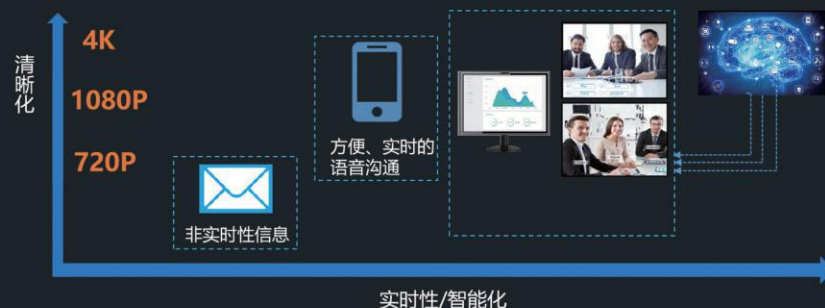 4K
清晰化
1080P
720P
方便、实时的
语音沟通
非实时性信息
实时性/智能化